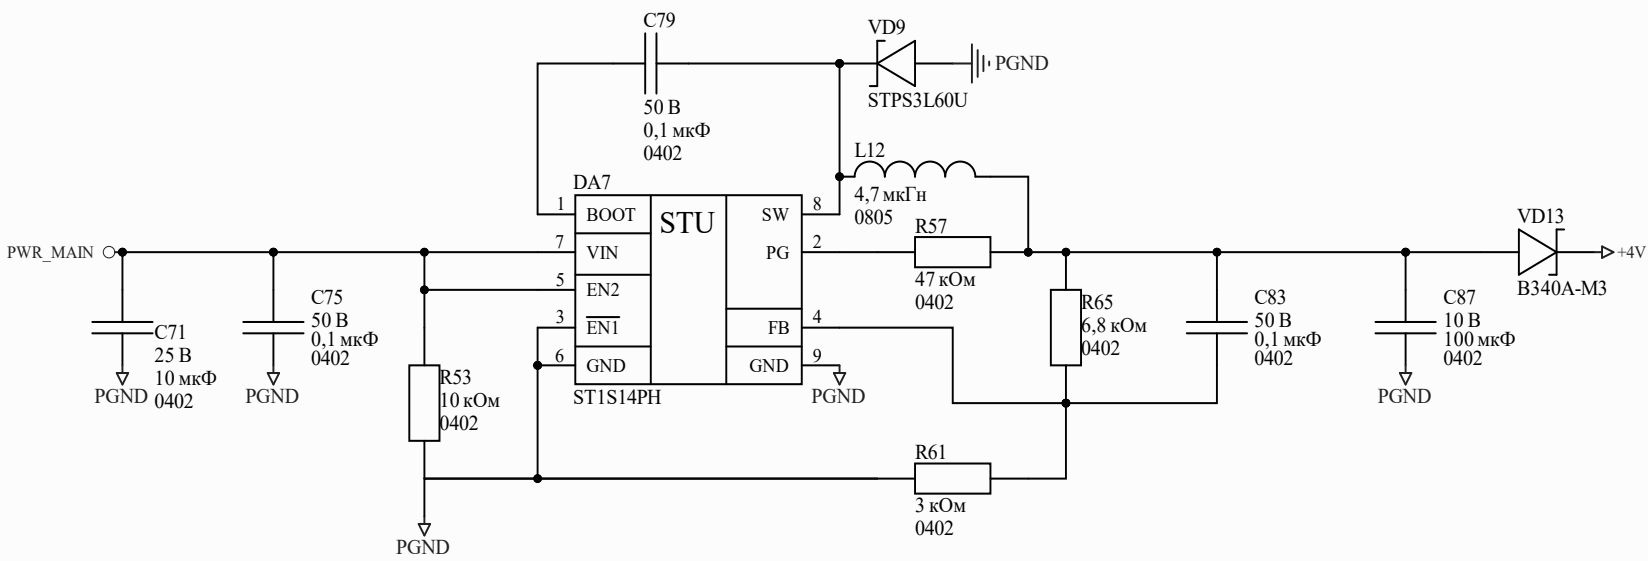 C79
50 В
0,1 мкФ
0402
VD9
PGND
STPS3L60U
L12
4,7 мкГн
0805
DA7
STU
1
BOOT
SW
8
7
VIN
PG
2
5
EN2
3
EN1
FB
4
6
GND
GND
9
ST1S14PH
PGND
PWR_MAIN
R57
47 кОм
0402
VD13
+4V
B340A-M3
C71
25 В
10 мкФ
0402
PGND
C75
50 В
0,1 мкФ
0402
PGND
R53
10 кОм
0402
PGND
R65
6,8 кОм
0402
C83
50 В
0,1 мкФ
0402
C87
10 В
100 мкФ
0402
PGND
R61
3 кОм
0402